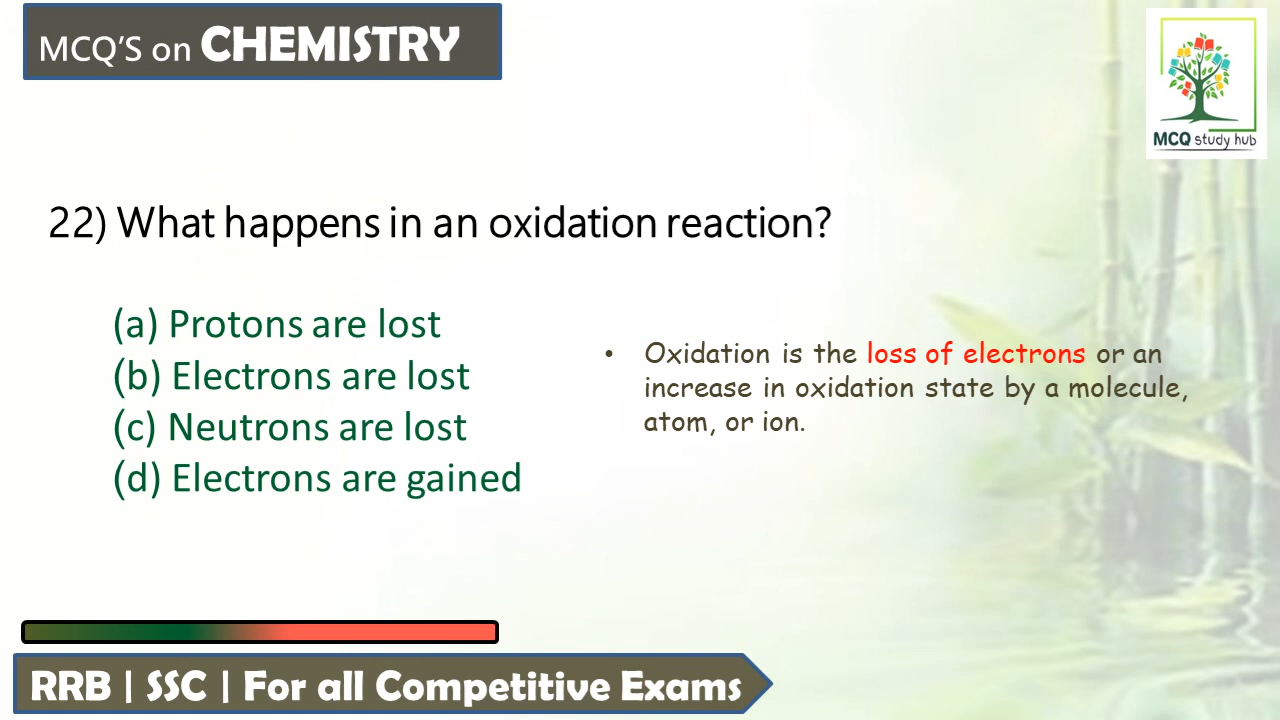 MCQ'S on CHEMISTRY
MCQ study hub
22) What happens in an oxidation reaction?
(a) Protons are lost
(b) Electrons are lost
(c) Neutrons are lost
(d) Electrons are gained
• Oxidation is the loss of electrons or an
increase in oxidation state by a molecule,
atom, or ion.
RRB | SSC | For all Competitive Exams